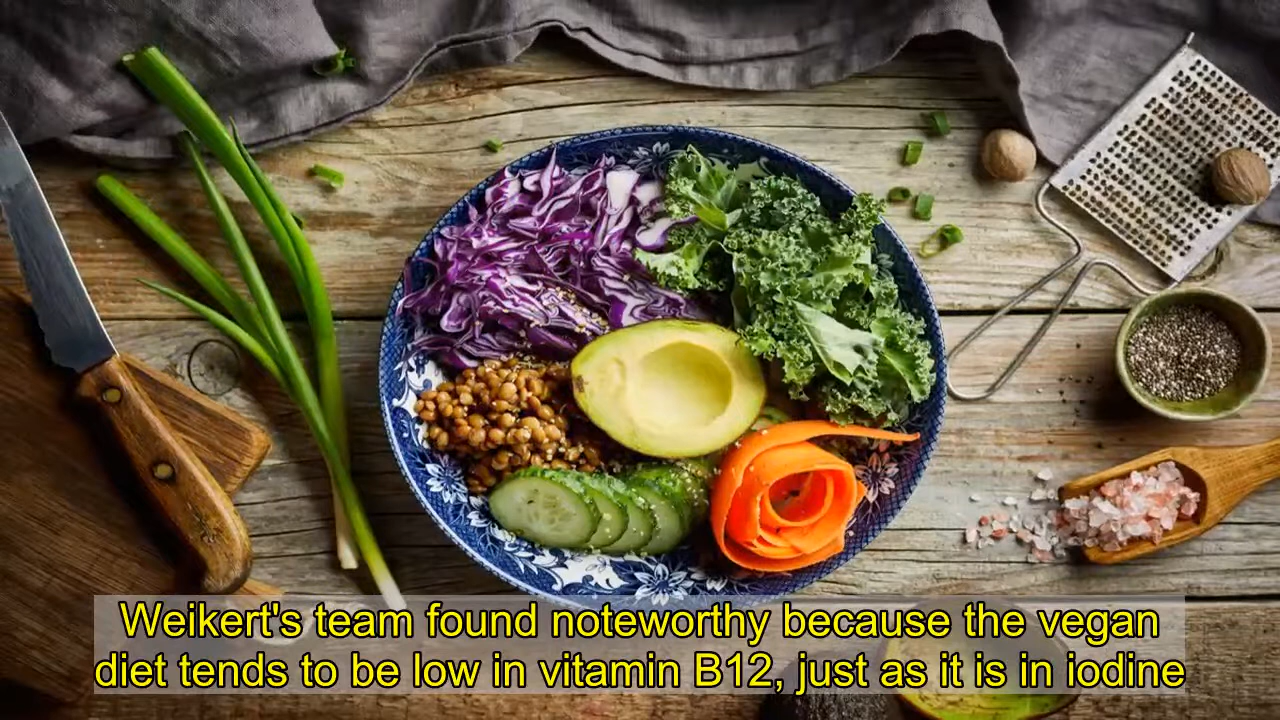 Weikert's team found noteworthy because the vegan
diet tends to be low in vitamin B12, just as it is in iodine